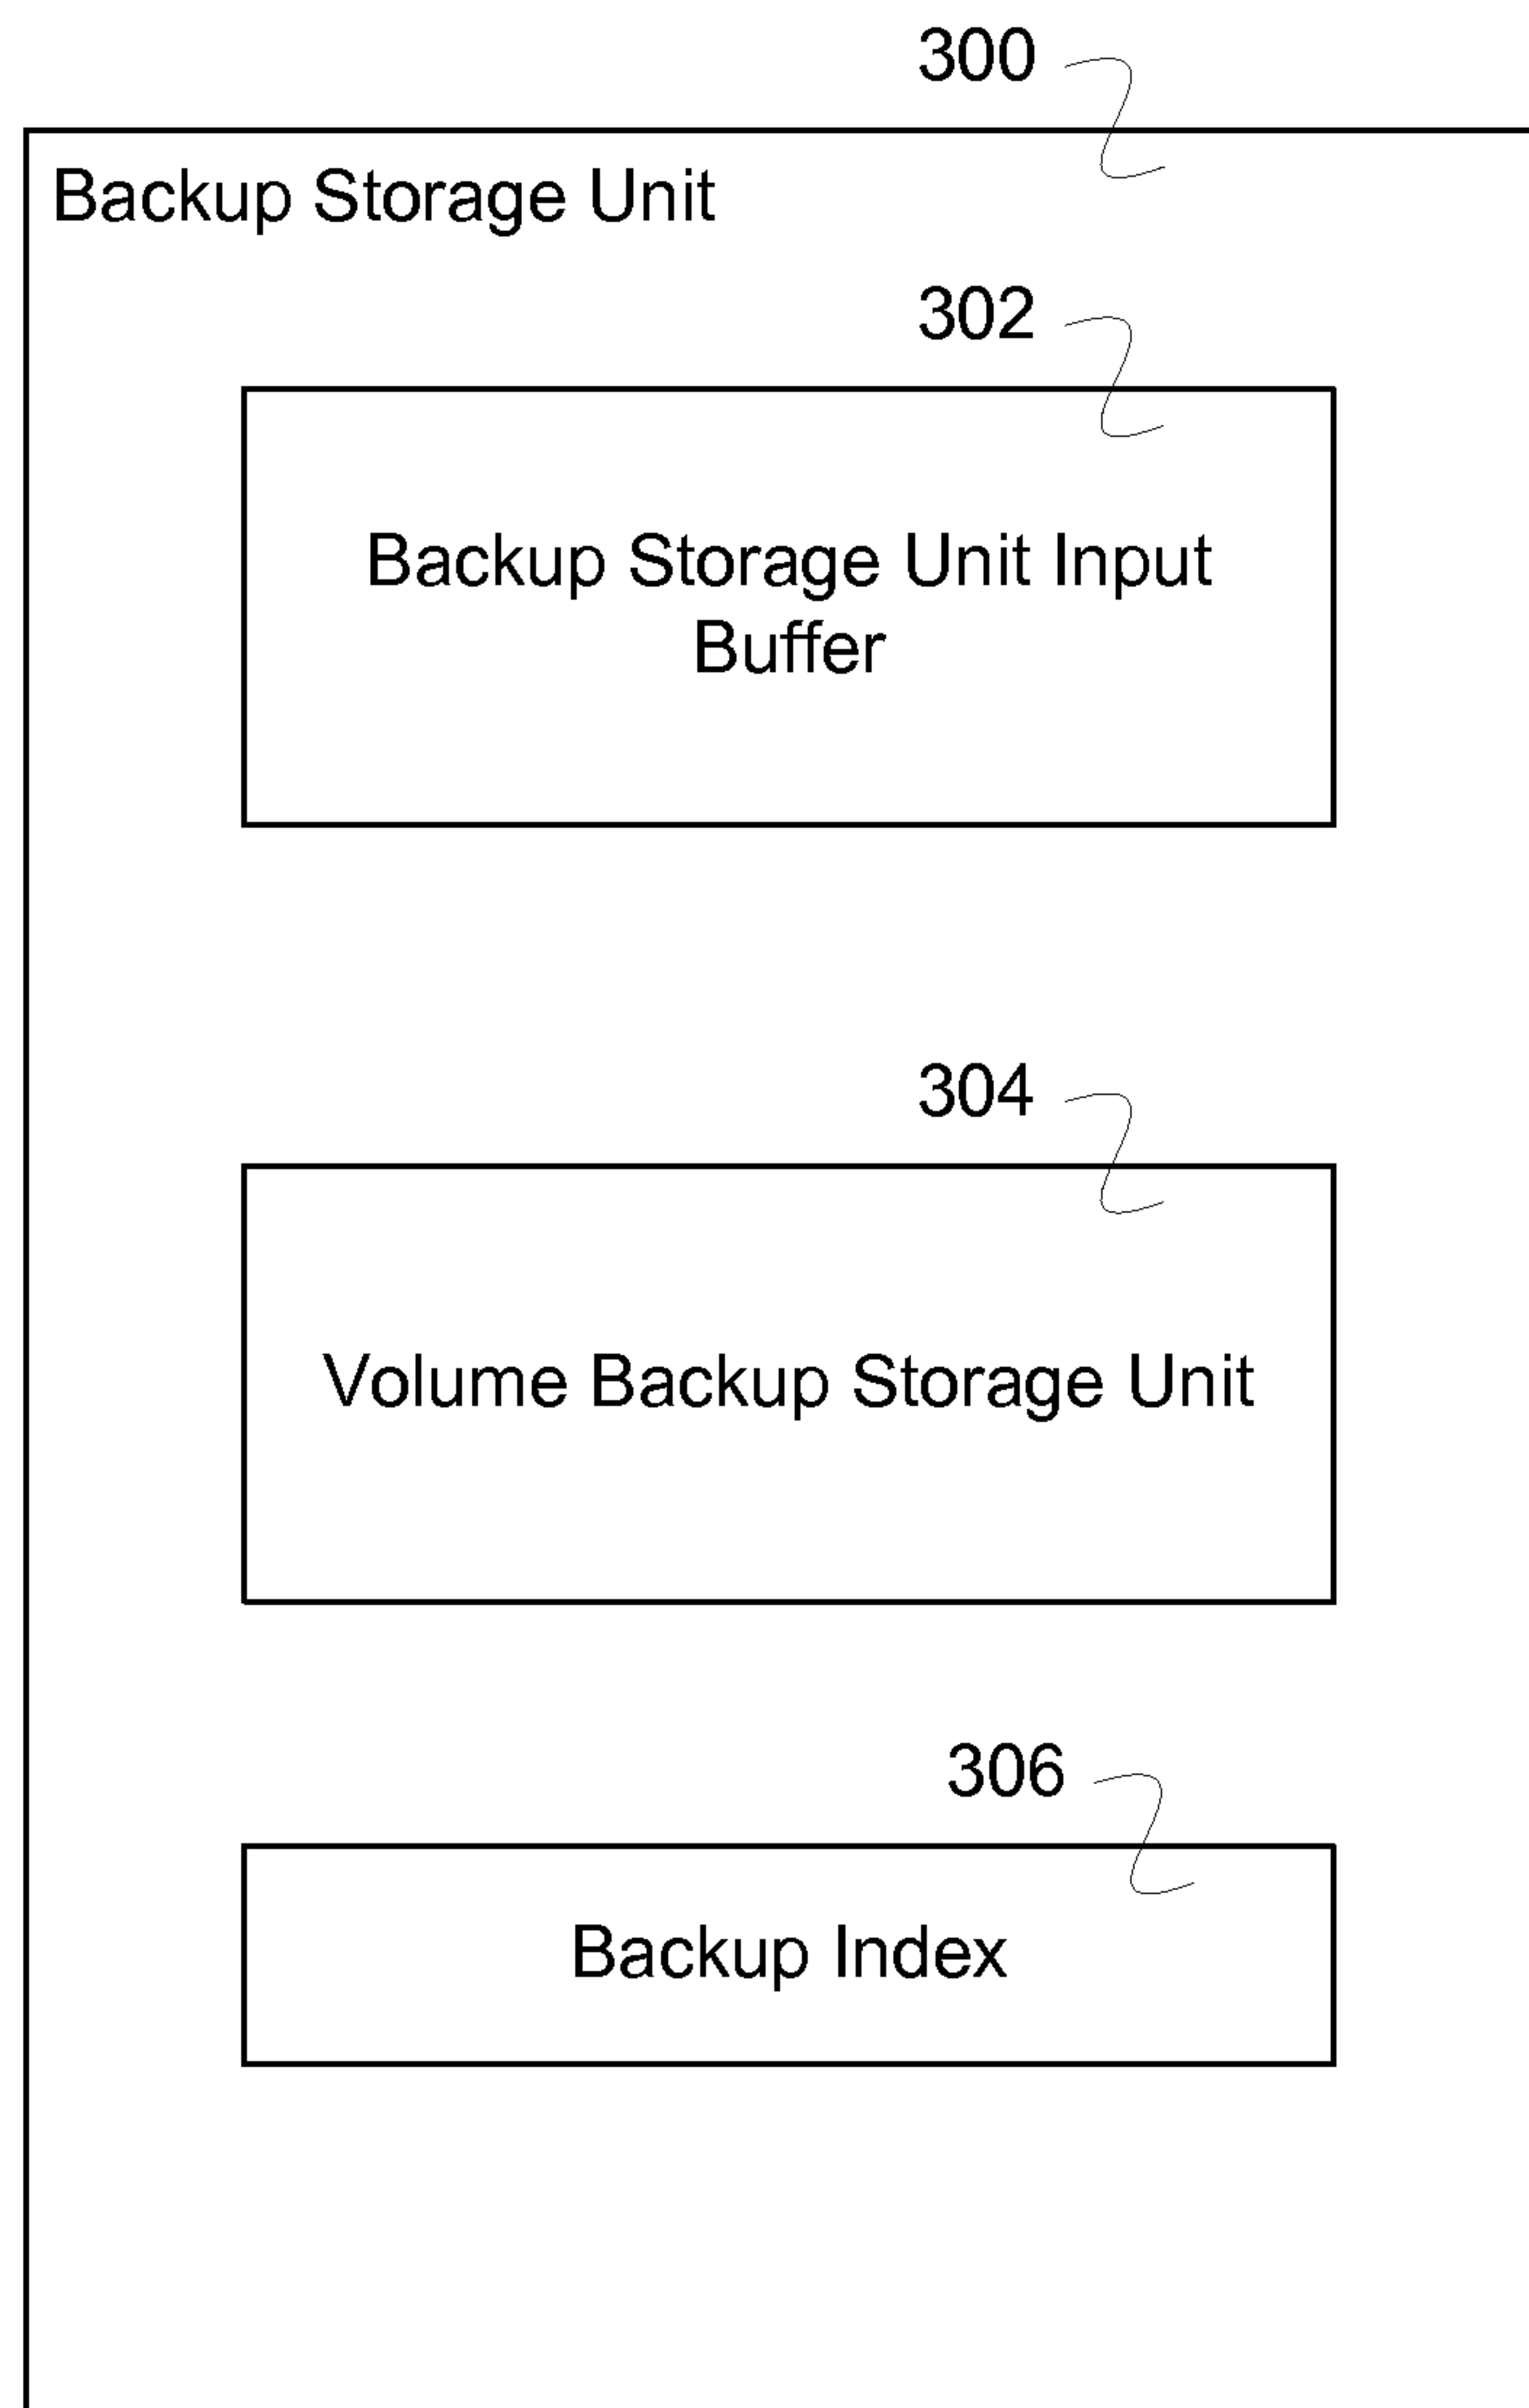 300
Backup Storage Unit
302
Backup Storage Unit Input
Buffer
304
Volume Backup Storage Unit
306
Backup Index